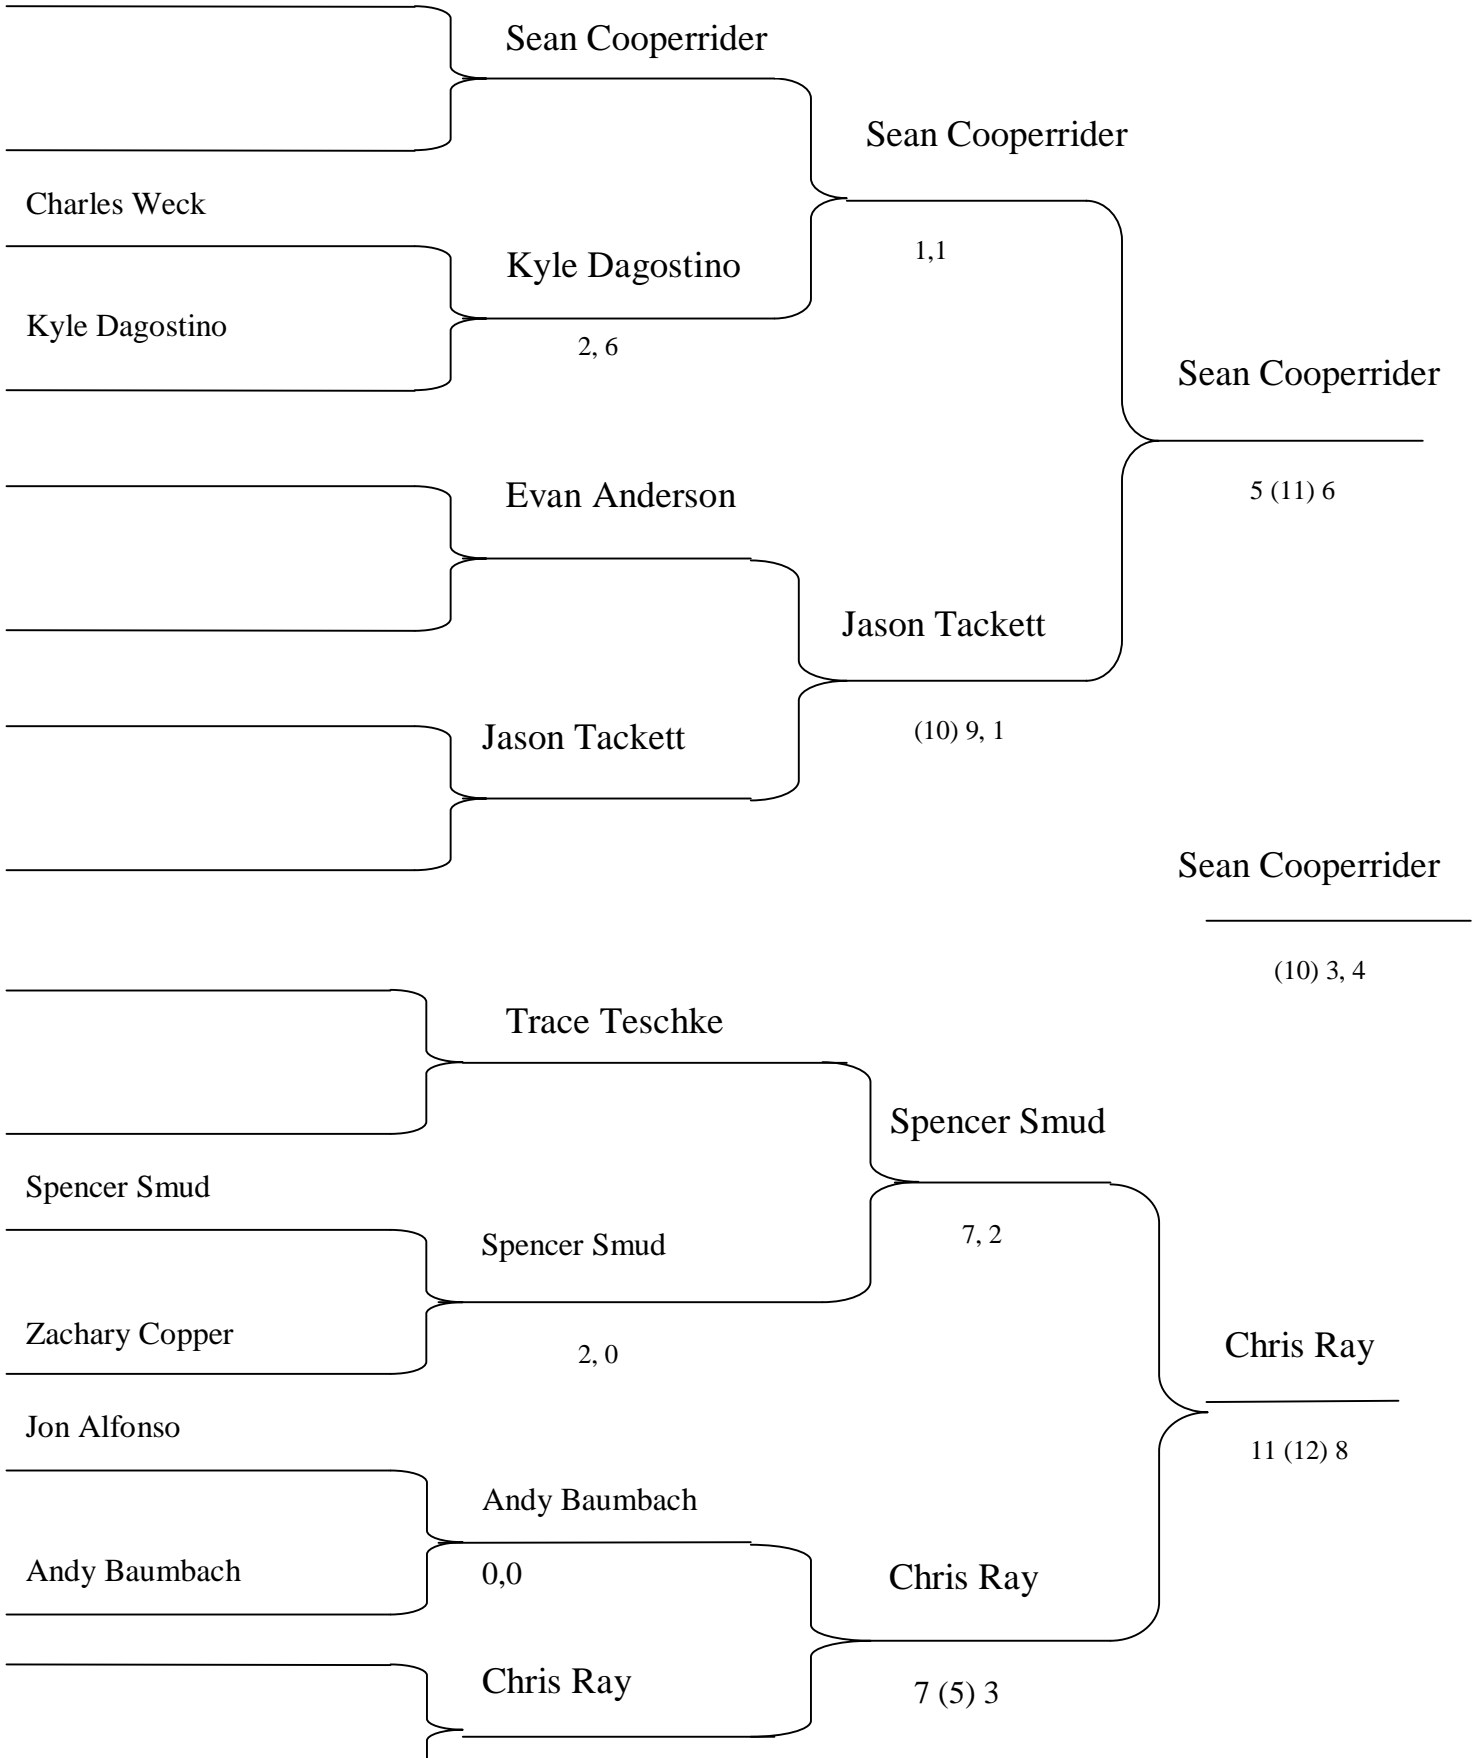 Sean Cooperrider
Sean Cooperrider
Charles Weck
1,1
Kyle Dagostino
Kyle Dagostino
2, 6
Sean Cooperrider
5 (11) 6
Evan Anderson
Jason Tackett
(10) 9, 1
Jason Tackett
Sean Cooperrider
(10) 3, 4
Trace Teschke
Spencer Smud
Spencer Smud
7, 2
Spencer Smud
Zachary Copper
2, 0
Chris Ray
11 (12) 8
Jon Alfonso
Andy Baumbach
Andy Baumbach
0,0
Chris Ray
7 (5) 3
Chris Ray